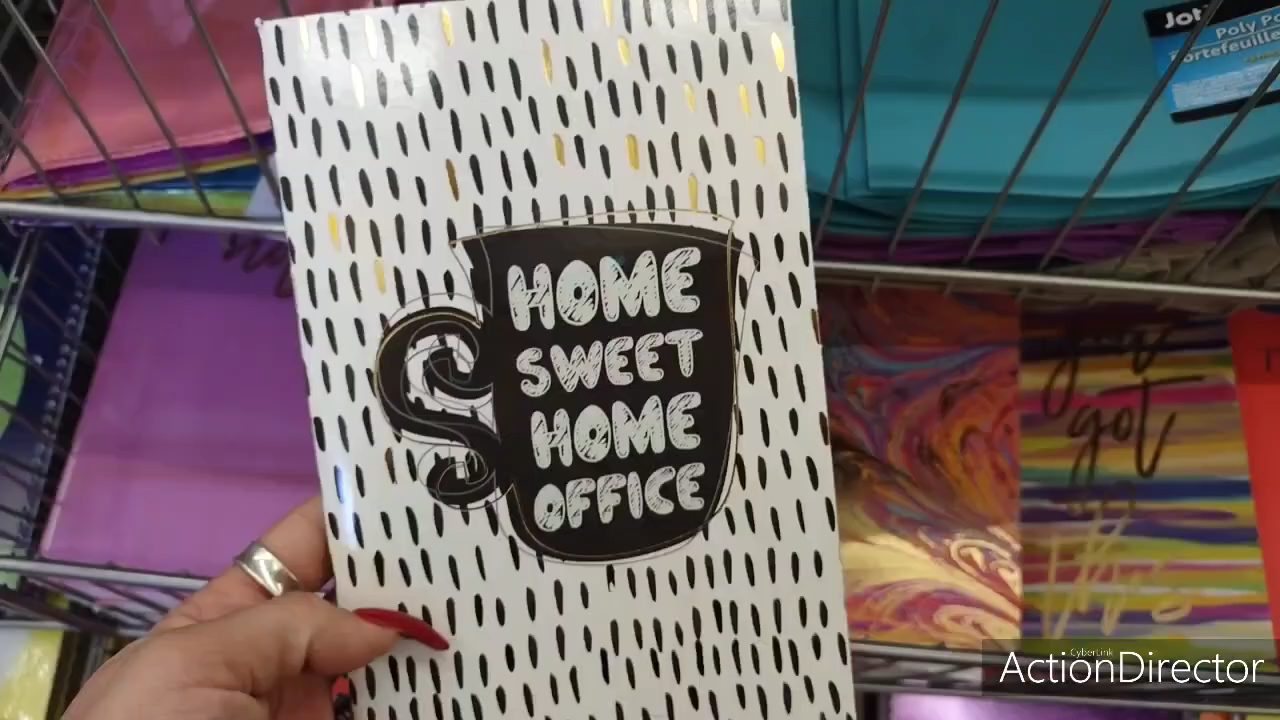 Jot
Poly Po
Portefeuille
HOME
SWEET
HOME
OFFICE
got
CyberLink
ActionDirector